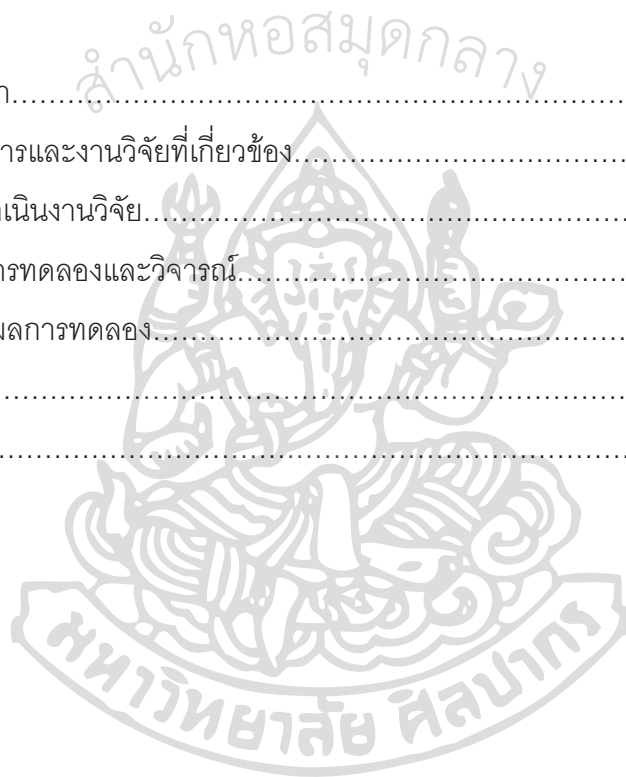 สำนักหอสมุดกลาง
า........................................................................
ารและงานวิจัยที่เกี่ยวข้อง........................................
เนินงานวิจัย............................................................
ารทดลองและวิจารณ์................................................
ผลการทดลอง...........................................................
........................................................................
........................................................................
มหาวิทยาลัย ศิลปากร